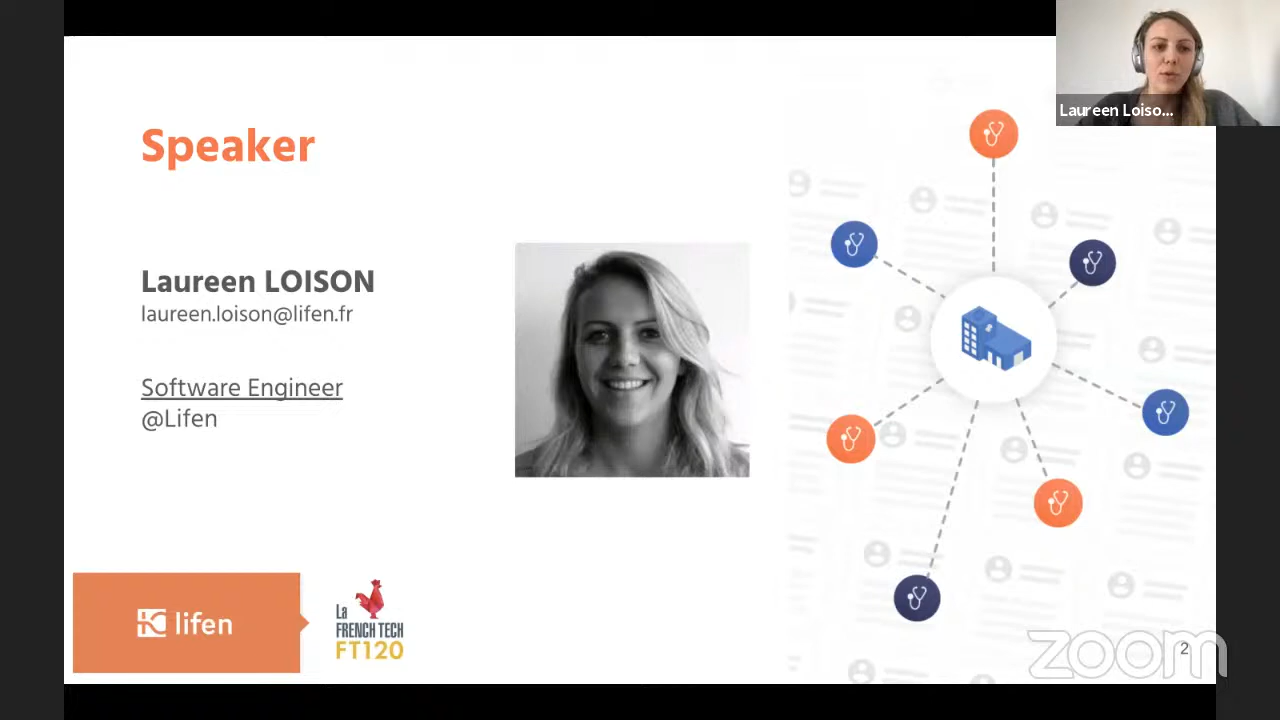 Laureen Loiso...
Speaker
Laureen LOISON
laureen.loison@lifen.fr
Software Engineer
@Lifen
lifen
La
FRENCH TECH
FT120
zoom
2